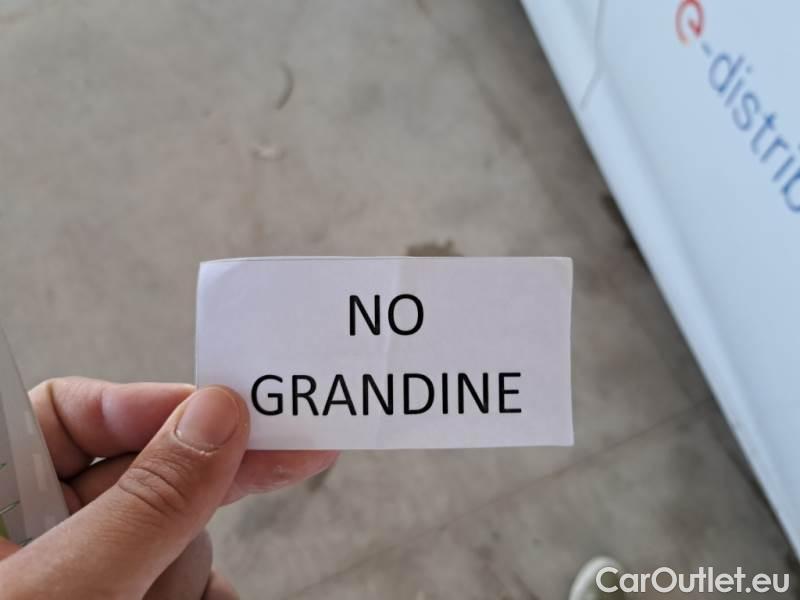 e-distrib
NO
GRANDINE
CarOutlet.eu